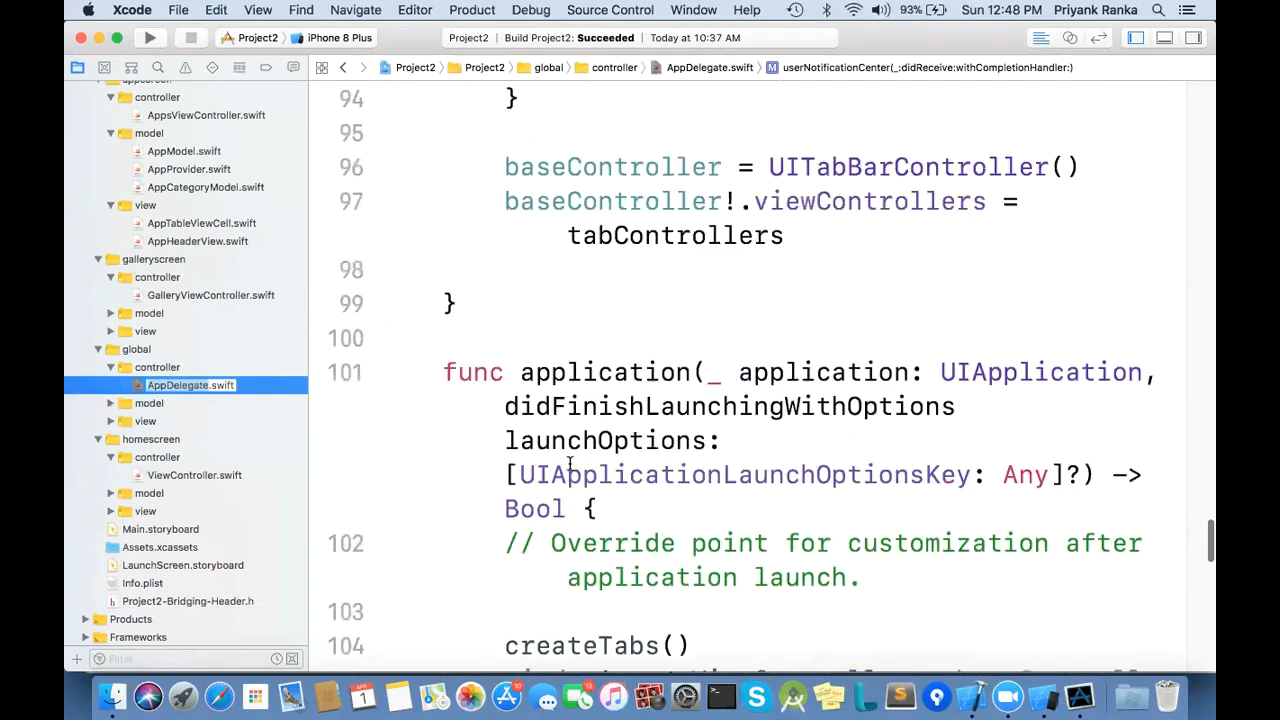 Xcode File Edit View Find Navigate Editor Product Debug Source Control Window Help 93% Sun 12:48 PM Priyank Ranka
Project2 iPhone 8 Plus Project2 Build Project2: Succeeded Today at 10:37 AM
Project2 Project2 global controller AppDelegate.swift M userNotificationCenter(_:didReceive:withCompletionHandler:)
controller
AppsViewController.swift
model
AppModel.swift
AppProvider.swift
AppCategoryModel.swift
view
AppTableViewCell.swift
AppHeaderView.swift
galleryscreen
controller
GalleryViewController.swift
model
view
global
controller
AppDelegate.swift
model
view
homescreen
controller
ViewController.swift
model
view
Main.storyboard
Assets.xcassets
LaunchScreen.storyboard
Info.plist
Project2-Bridging-Header.h
Products
Frameworks
Filter
94 }
95
96 baseController = UITabBarController()
97 baseController!.viewControllers =
tabControllers
98
99 }
100
101 func application(_ application: UIApplication,
didFinishLaunchingWithOptions
launchOptions:
[UIApplicationLaunchOptionsKey: Any]?) ->
Bool {
102 // Override point for customization after
application launch.
103
104 createTabs()